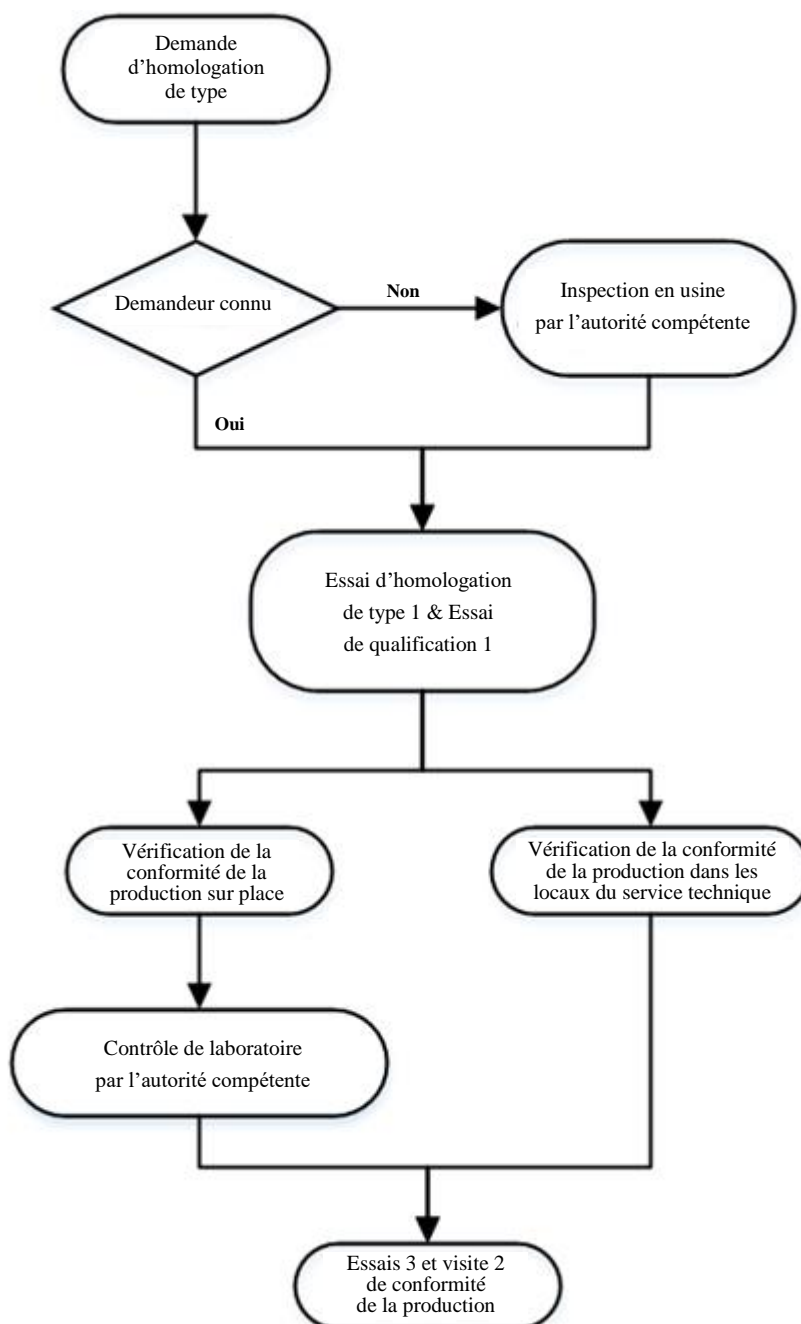 Demande
d’homologation
de type
Demandeur connu
Non
Inspection en usine
par l’autorité compétente
Oui
Essai d’homologation
de type 1 & Essai
de qualification 1
Vérification de la
conformité de la
production sur place
Vérification de la conformité
de la production dans les
locaux du service technique
Contrôle de laboratoire
par l’autorité compétente
Essais 3 et visite 2
de conformité
de la production